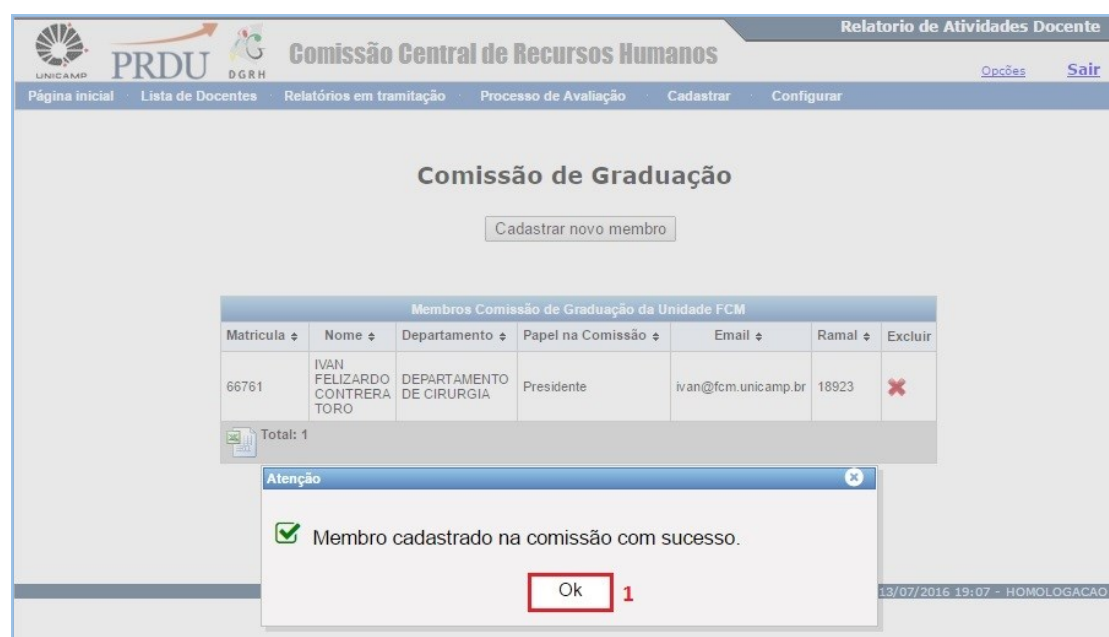 Relatorio de Atividades Docente
UNICAMP PRDU DGRH Comissão Central de Recursos Humanos
Opcões Sair
Página inicial Lista de Docentes Relatórios em tramitação Processo de Avaliação Cadastrar Configurar
Comissão de Graduação
Cadastrar novo membro
Membros Comissão de Graduação da Unidade FCM
Matricula Nome Departamento Papel na Comissão Email Ramal Excluir
66761 IVAN FELIZARDO CONTRERA TORO DEPARTAMENTO DE CIRURGIA Presidente ivan@fcm.unicamp.br 18923
Total: 1
Atenção
Membro cadastrado na comissão com sucesso.
Ok 1
13/07/2016 19:07 - HOMOLOGACAO